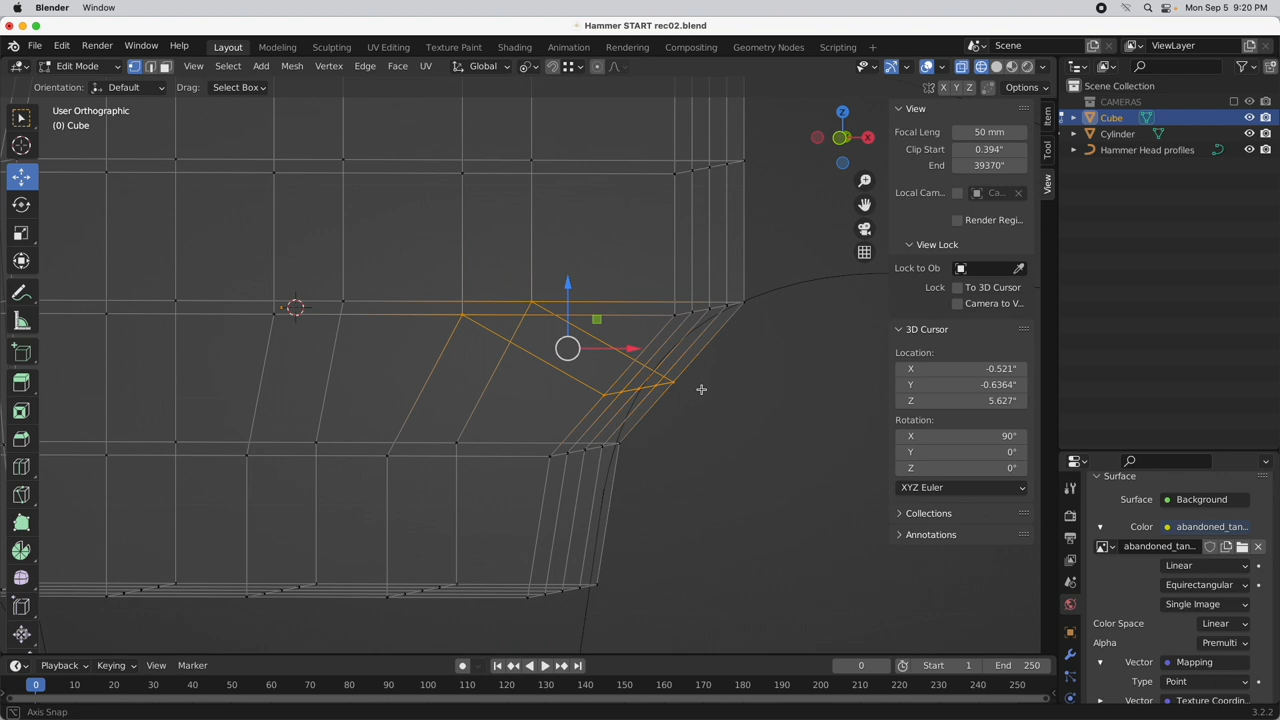 Blender Window Mon Sep 5 9:20 PM
Hammer START rec02.blend
File Edit Render Window Help Layout Modeling Sculpting UV Editing Texture Paint Shading Animation Rendering Compositing Geometry Nodes Scripting + Scene ViewLayer
Edit Mode View Select Add Mesh Vertex Edge Face UV Global
Orientation: Default Drag: Select Box X Y Z Options
User Orthographic
(0) Cube
Z
X
View
Focal Leng 50 mm
Clip Start 0.394"
End 39370"
Local Cam... Ca...
Render Regi...
View Lock
Lock to Ob
Lock To 3D Cursor
Camera to V...
3D Cursor
Location:
X -0.521"
Y -0.6364"
Z 5.627"
Rotation:
X 90°
Y 0°
Z 0°
XYZ Euler
Collections
Annotations
Item
Tool
View
Scene Collection
CAMERAS
Cube
Cylinder
Hammer Head profiles
Surface
Surface Background
Color abandoned_tan...
abandoned_tan...
Linear
Equirectangular
Single Image
Color Space Linear
Alpha Premulti
Vector Mapping
Type Point
Vector Texture Coordin...
Playback Keying View Marker 0 Start 1 End 250
0 10 20 30 40 50 60 70 80 90 100 110 120 130 140 150 160 170 180 190 200 210 220 230 240 250
Axis Snap 3.2.2